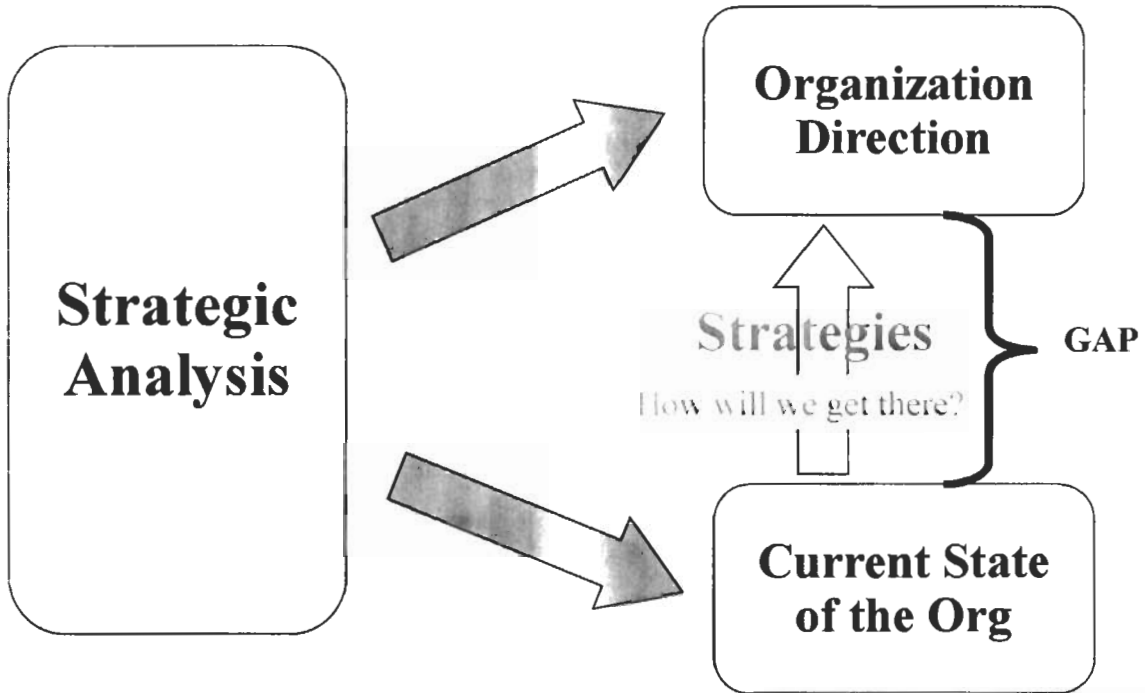 Strategic
Analysis
Organization
Direction
Strategies
How will we get there?
GAP
Current State
of the Org